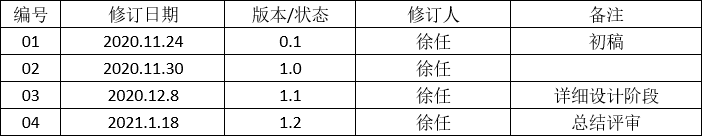 编号 修订日期 版本/状态 修订人 备注
01 2020.11.24 0.1 徐任 初稿
02 2020.11.30 1.0 徐任
03 2020.12.8 1.1 徐任 详细设计阶段
04 2021.1.18 1.2 徐任 总结评审